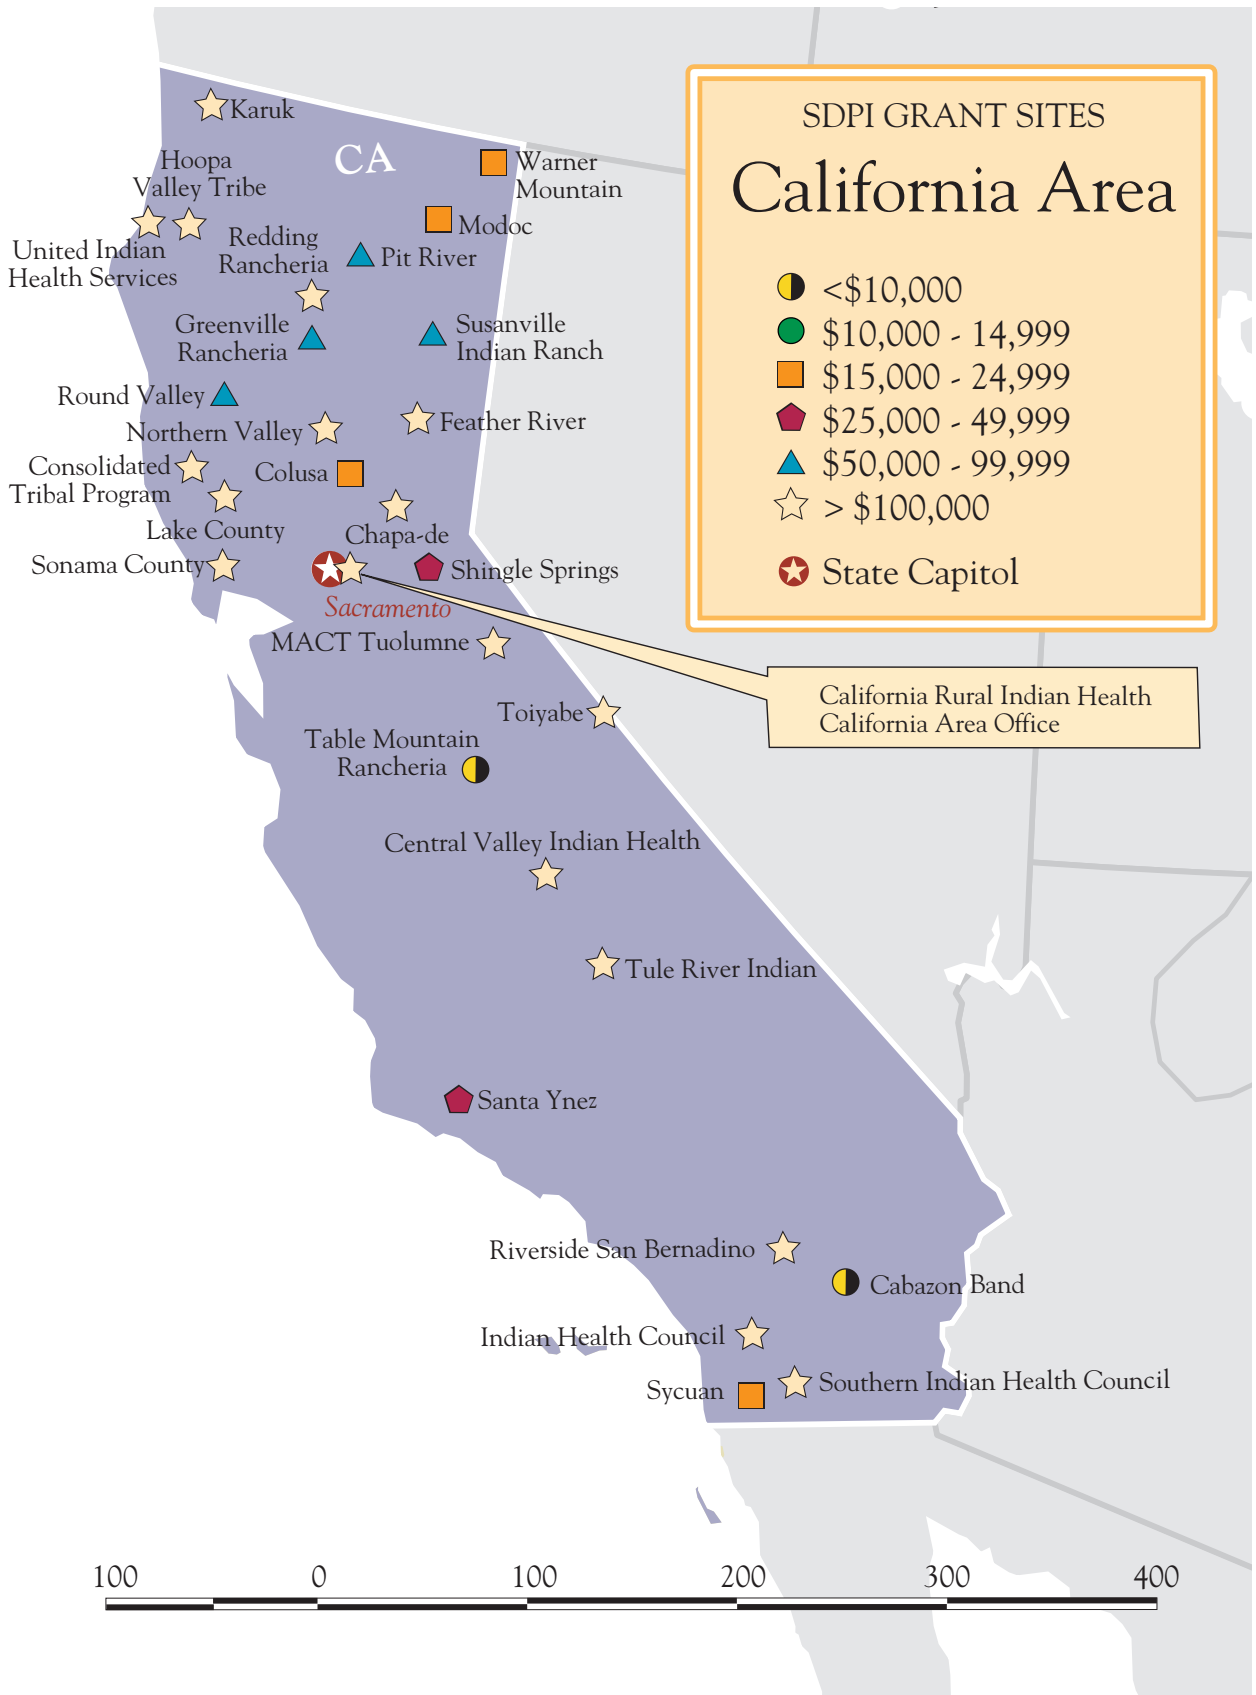 SDPI GRANT SITES
California Area
<$10,000
$10,000 - 14,999
$15,000 - 24,999
$25,000 - 49,999
$50,000 - 99,999
> $100,000
State Capitol
CA
Karuk
Hoopa
Valley Tribe
Warner
Mountain
Modoc
United Indian
Health Services
Redding
Rancheria
Pit River
Greenville
Rancheria
Susanville
Indian Ranch
Round Valley
Northern Valley
Feather River
Consolidated
Tribal Program
Colusa
Lake County
Chapa-de
Sonama County
Shingle Springs
Sacramento
MACT Tuolumne
California Rural Indian Health
California Area Office
Toiyabe
Table Mountain
Rancheria
Central Valley Indian Health
Tule River Indian
Santa Ynez
Riverside San Bernadino
Cabazon Band
Indian Health Council
Southern Indian Health Council
Sycuan
100 0 100 200 300 400